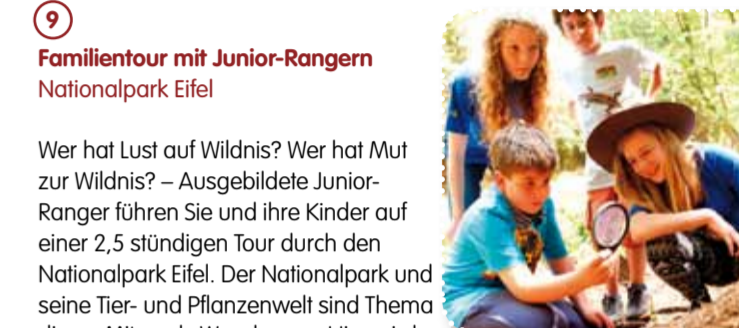 9
Familientour mit Junior-Rangern
Nationalpark Eifel
Wer hat Lust auf Wildnis? Wer hat Mut
zur Wildnis? – Ausgebildete Junior-
Ranger führen Sie und ihre Kinder auf
einer 2,5 stündigen Tour durch den
Nationalpark Eifel. Der Nationalpark und
seine Tier- und Pflanzenwelt sind Thema